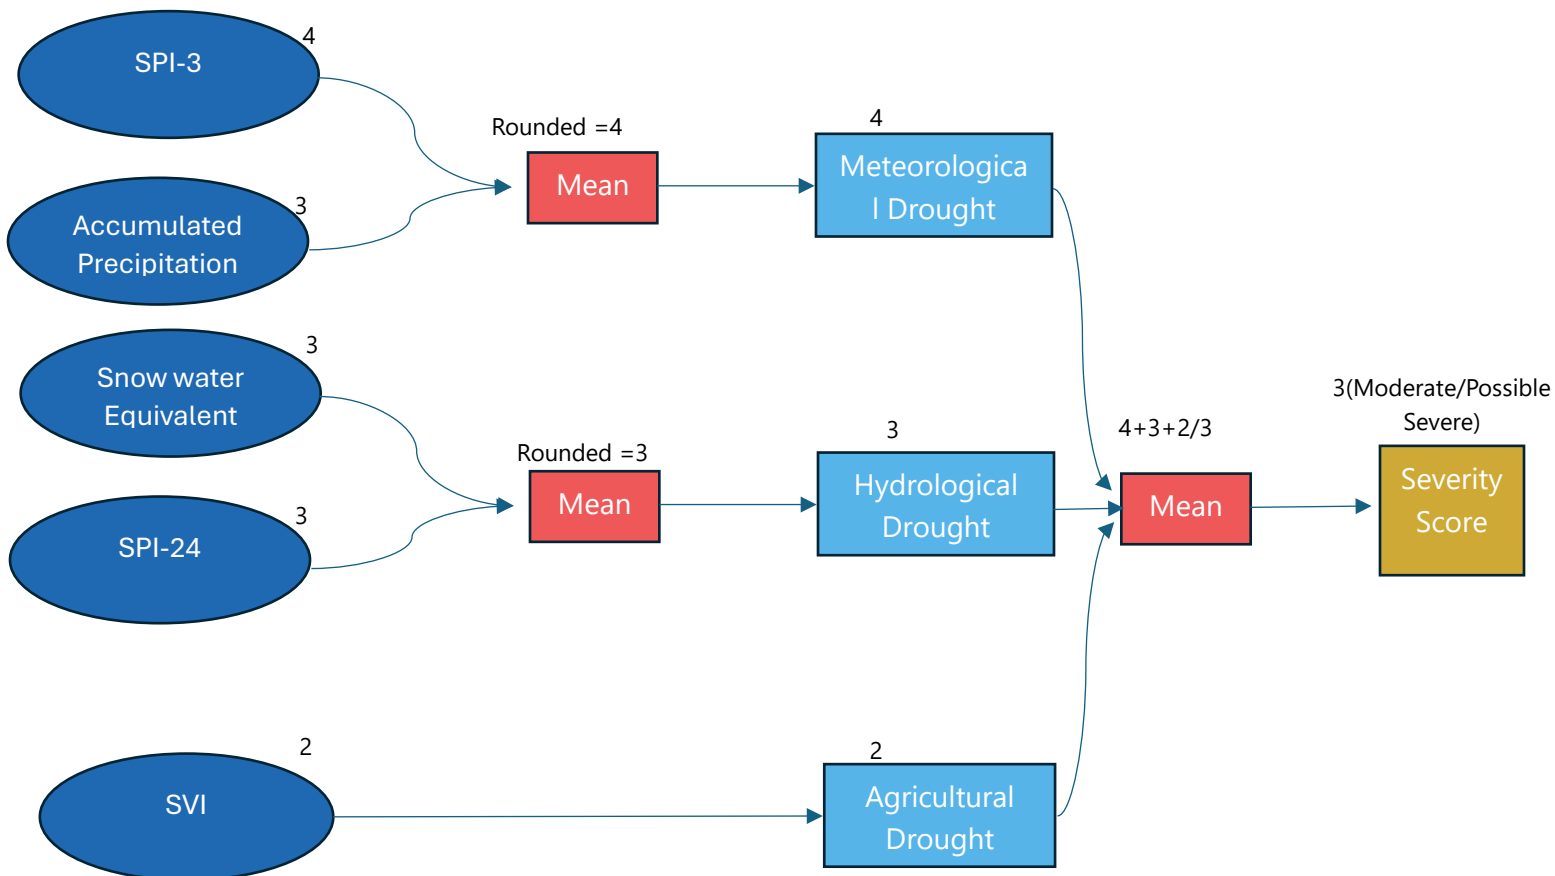 4
SPI-3
Rounded =4
Mean
4
Meteorologica
l Drought
3
Accumulated
Precipitation
3
Snow water
Equivalent
Rounded =3
Mean
3
Hydrological
Drought
4+3+2/3
Mean
3(Moderate/Possible
Severe)
Severity
Score
3
SPI-24
2
SVI
2
Agricultural
Drought